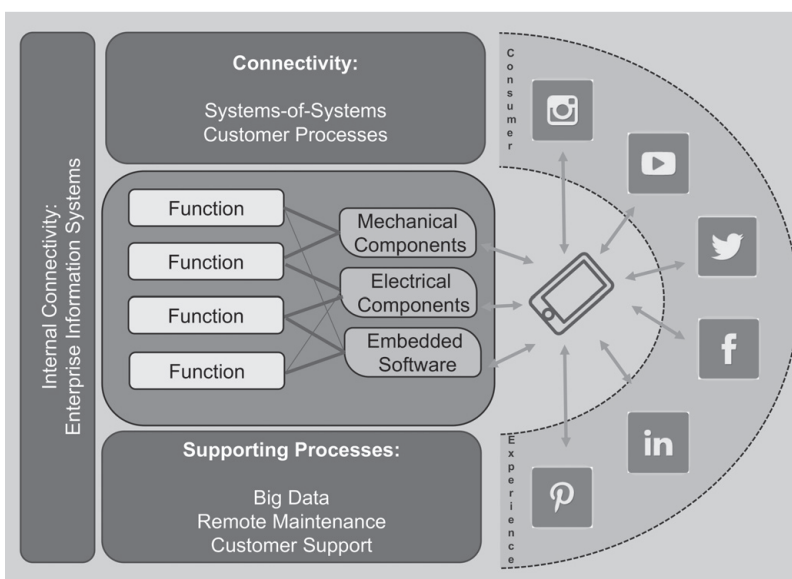 Internal Connectivity:
Enterprise Information Systems
Connectivity:
Systems-of-Systems
Customer Processes
Function
Function
Function
Function
Mechanical
Components
Electrical
Components
Embedded
Software
Supporting Processes:
Big Data
Remote Maintenance
Customer Support
Consumer
Experience
f
in